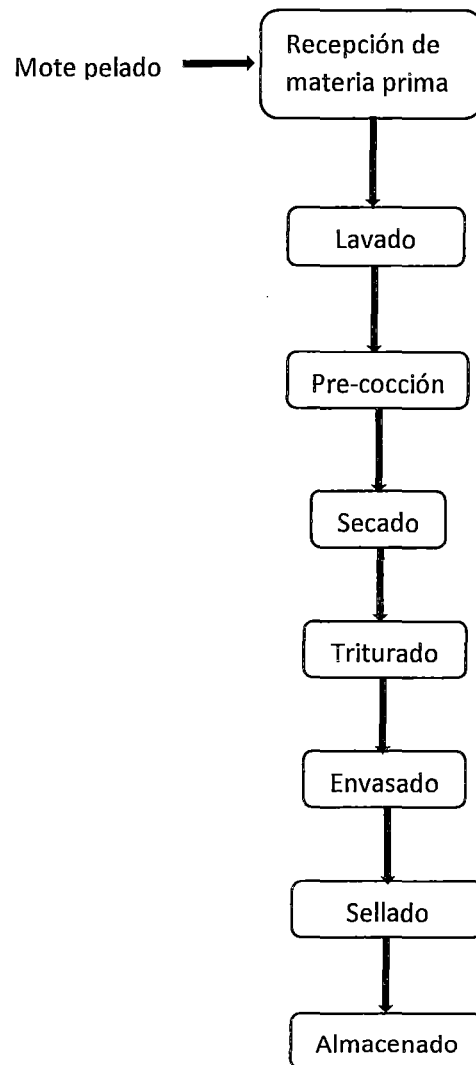 Mote pelado
Recepción de
materia prima
Lavado
Pre-cocción
Secado
Triturado
Envasado
Sellado
Almacenado